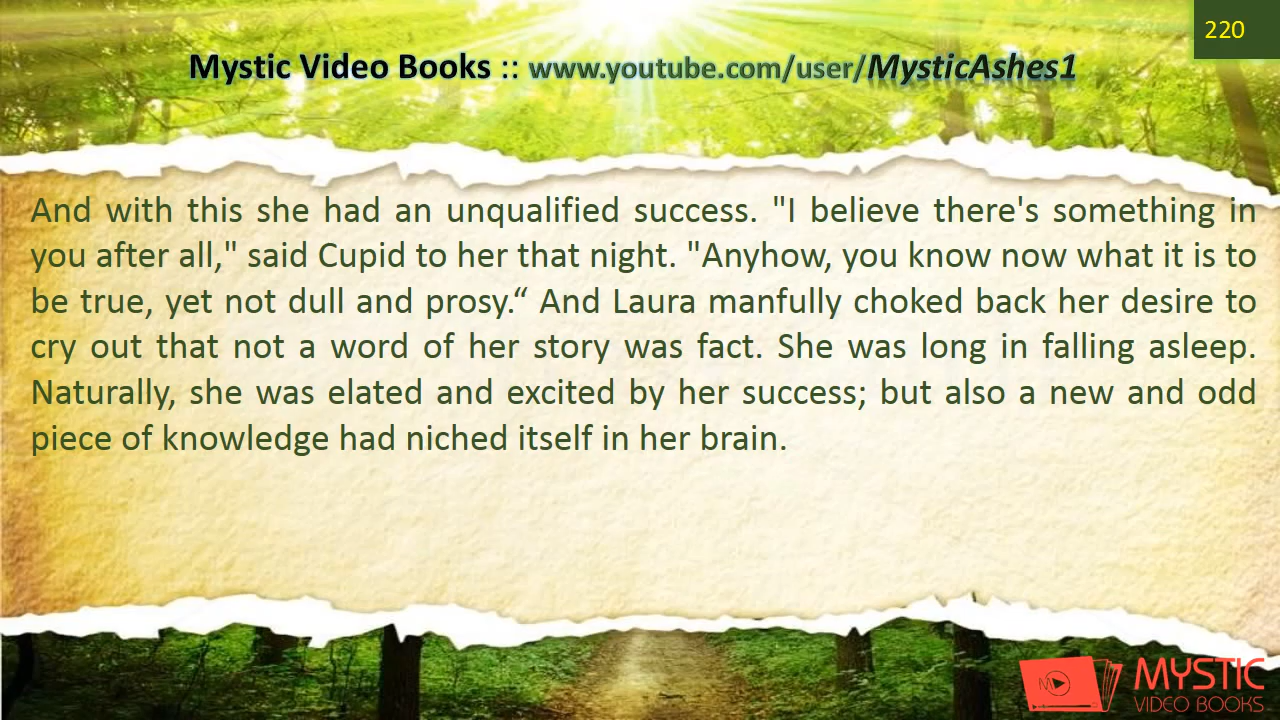 220
Mystic Video Books :: www.youtube.com/user/MysticAshes1
And with this she had an unqualified success. "I believe there's something in
you after all," said Cupid to her that night. "Anyhow, you know now what it is to
be true, yet not dull and prosy.“ And Laura manfully choked back her desire to
cry out that not a word of her story was fact. She was long in falling asleep.
Naturally, she was elated and excited by her success; but also a new and odd
piece of knowledge had niched itself in her brain.
MYSTIC
VIDEO BOOKS